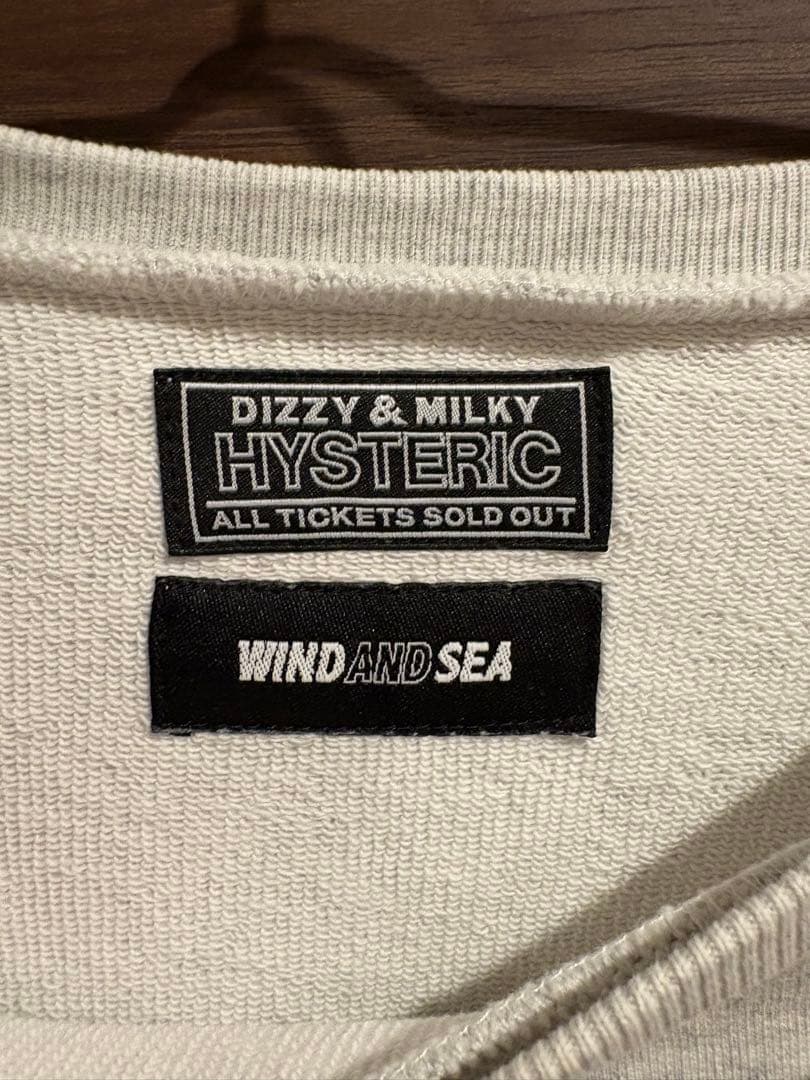 DIZZY & MILKY
HYSTERIC
ALL TICKETS SOLD OUT
WIND AND SEA